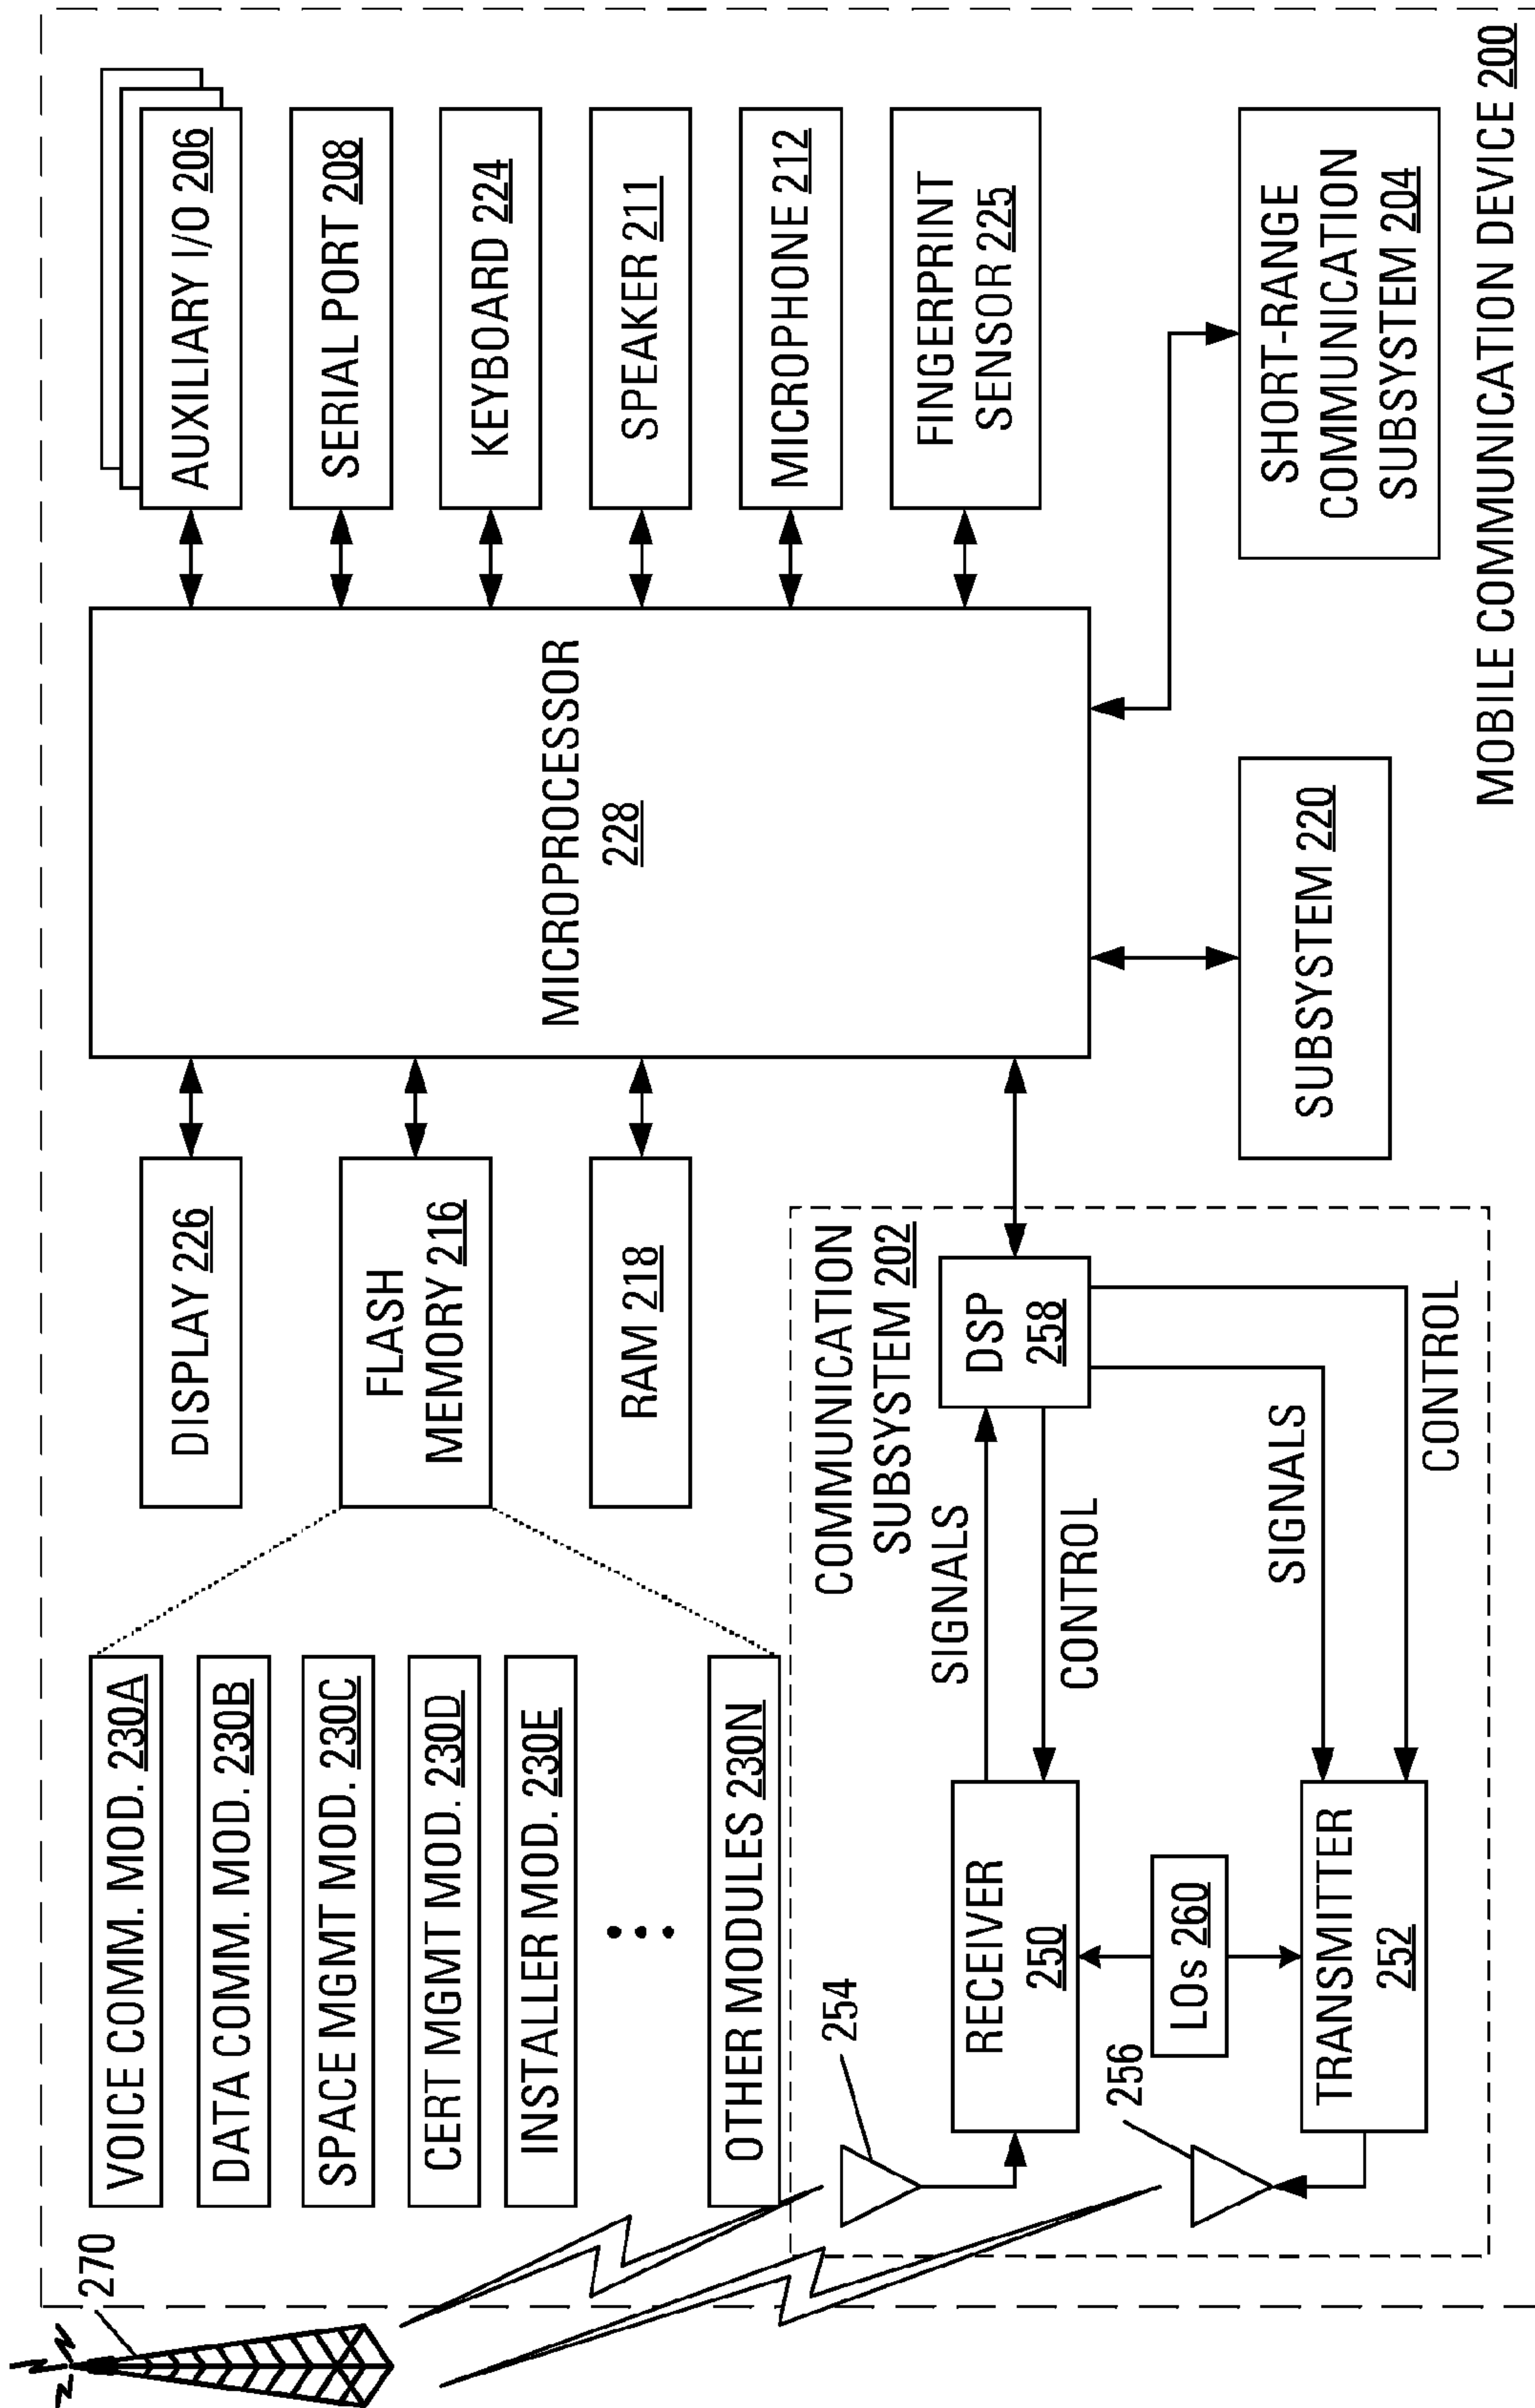 270
VOICE COMM. MOD. 230A
DATA COMM. MOD. 230B
SPACE MGMT MOD. 230C
CERT MGMT MOD. 230D
INSTALLER MOD. 230E
OTHER MODULES 230N
DISPLAY 226
FLASH
MEMORY 216
RAM 218
MICROPROCESSOR
228
AUXILIARY I/O 206
SERIAL PORT 208
KEYBOARD 224
SPEAKER 211
MICROPHONE 212
FINGERPRINT
SENSOR 225
COMMUNICATION
SUBSYSTEM 202
254
RECEIVER
250
SIGNALS
CONTROL
DSP
258
256
LOs 260
TRANSMITTER
252
SIGNALS
CONTROL
SUBSYSTEM 220
SHORT-RANGE
COMMUNICATION
SUBSYSTEM 204
MOBILE COMMUNICATION DEVICE 200